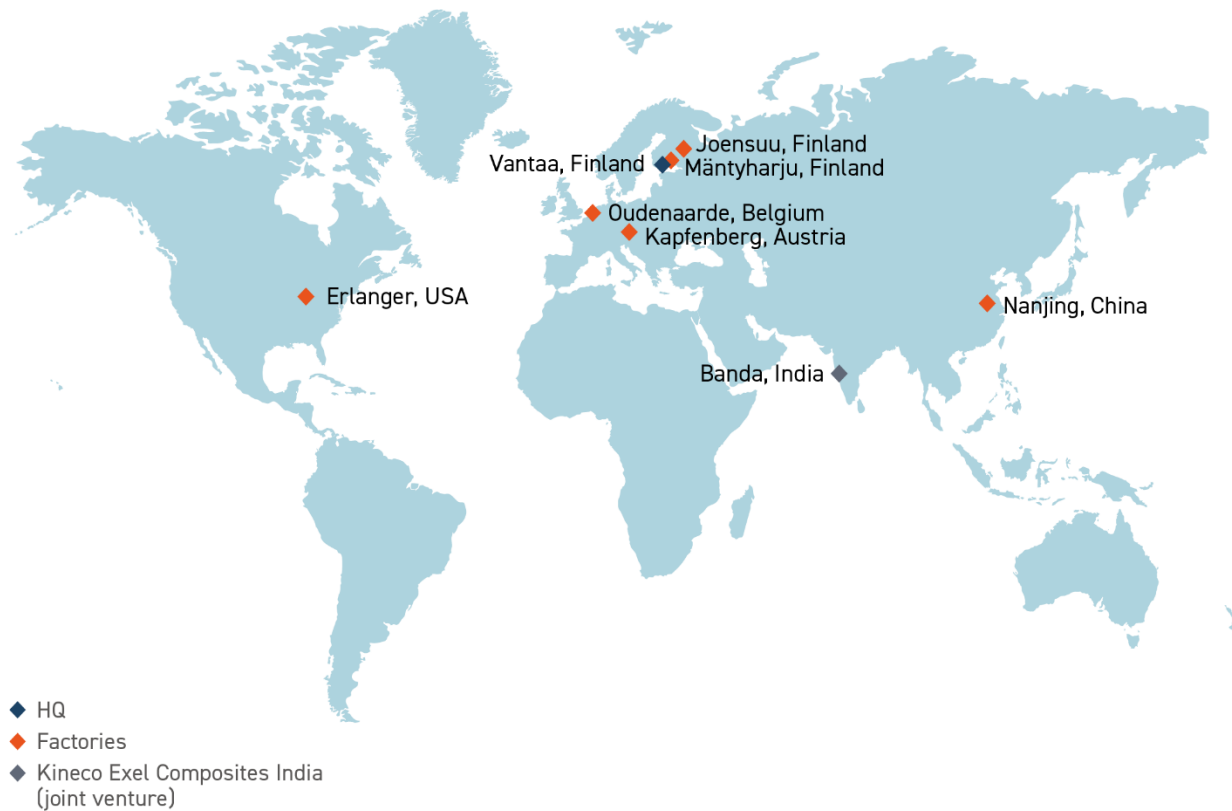 Joensuu, Finland
Vantaa, Finland
Mäntyharju, Finland
Oudenaarde, Belgium
Kapfenberg, Austria
Erlanger, USA
Nanjing, China
Banda, India
HQ
Factories
Kineco Exel Composites India
(joint venture)